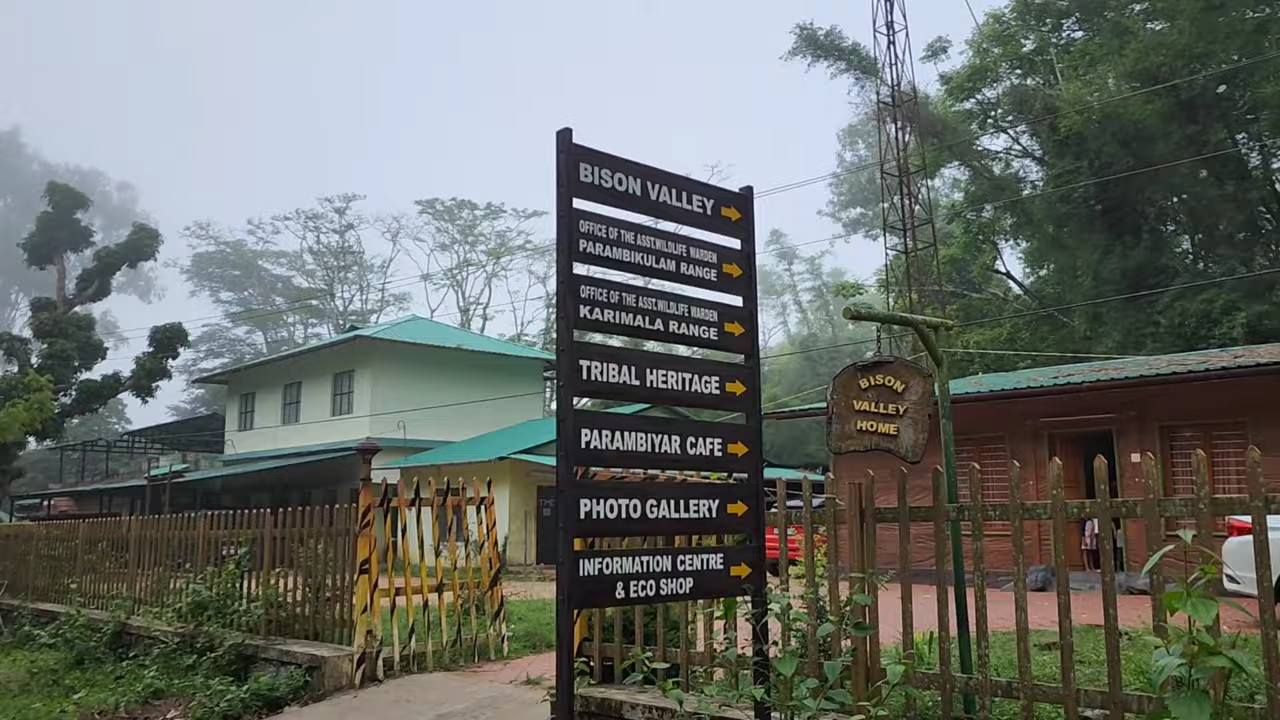 BISON VALLEY
OFFICE OF THE ASST.WILDLIFE WARDEN
PARAMBIKULAM RANGE
OFFICE OF THE ASST.WILDLIFE WARDEN
KARIMALA RANGE
TRIBAL HERITAGE
PARAMBIYAR CAFE
PHOTO GALLERY
INFORMATION CENTRE
& ECO SHOP
BISON
VALLEY
HOME